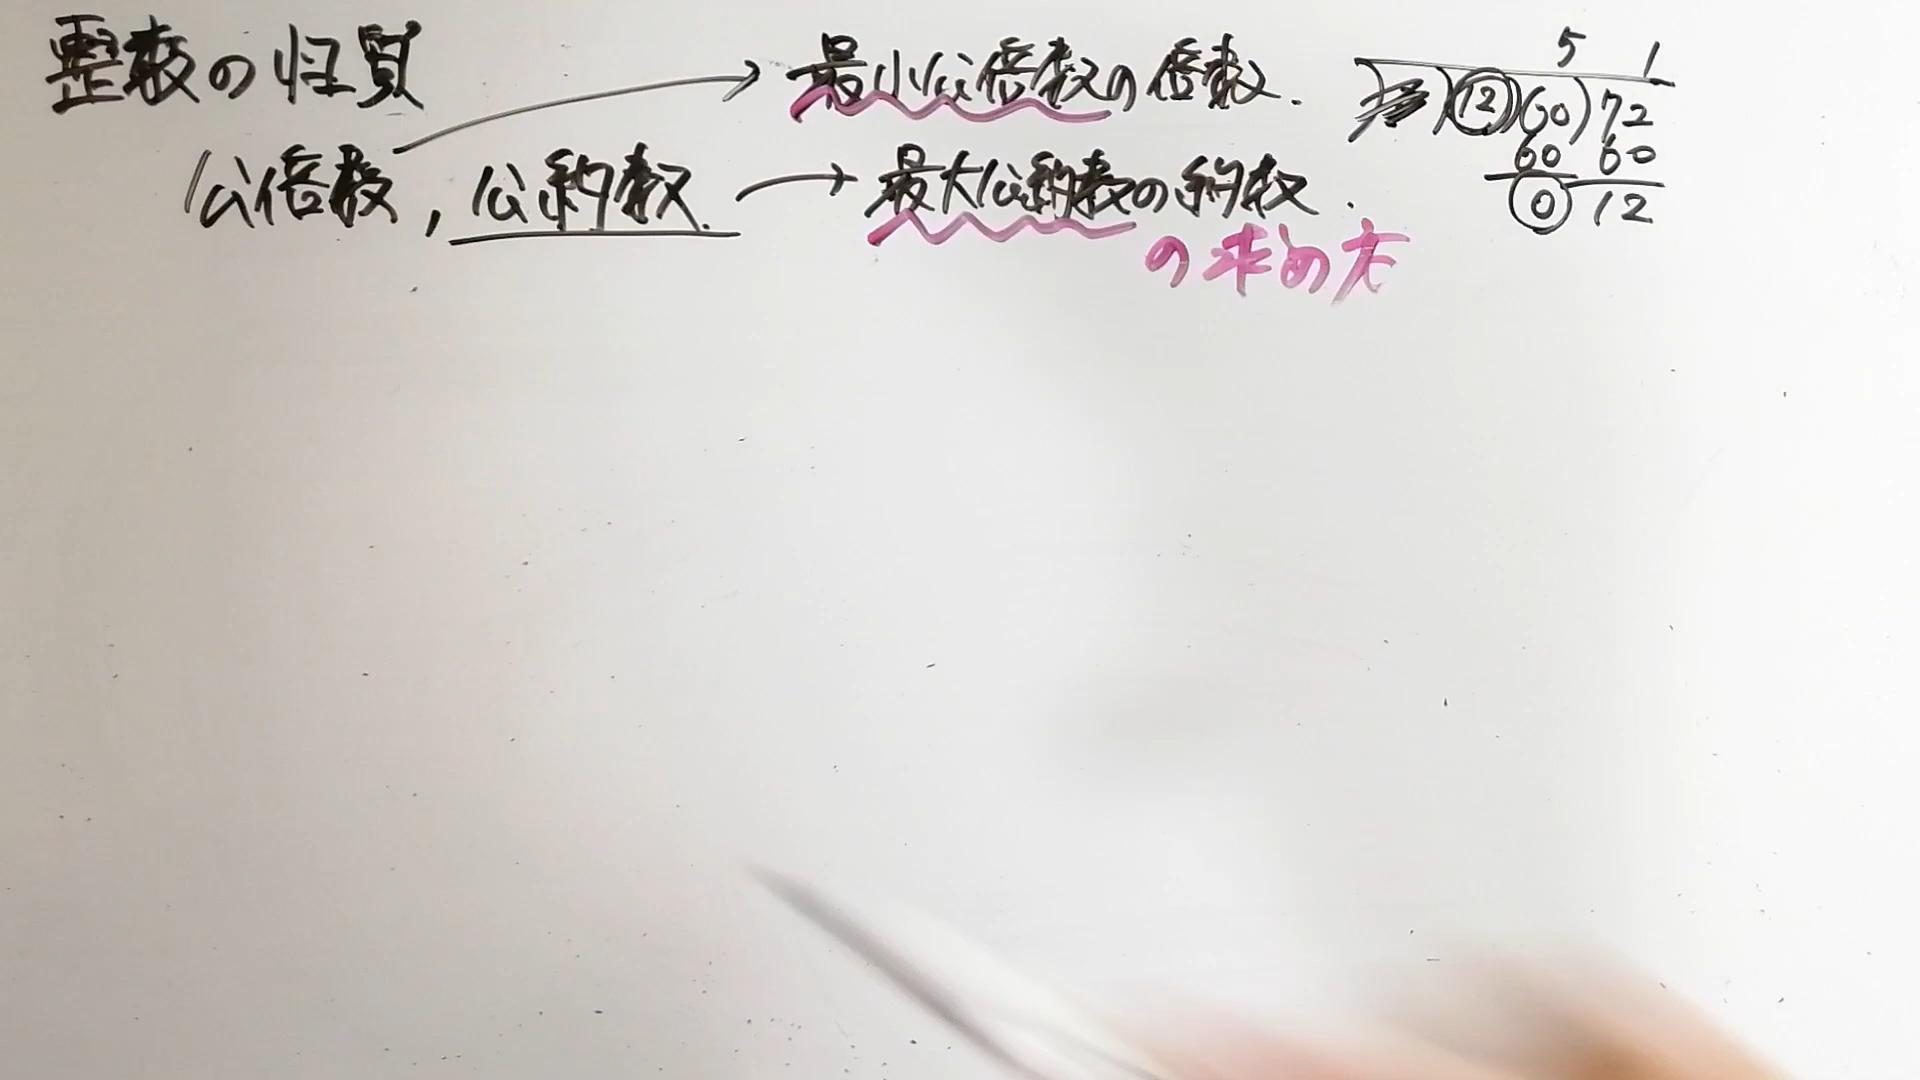 整数の性質
公倍数, 公約数.
→ 最小公倍数の倍数.
→ 最大公約数の約数.
の求め方
5 1
12)60)72
60 60
0 12